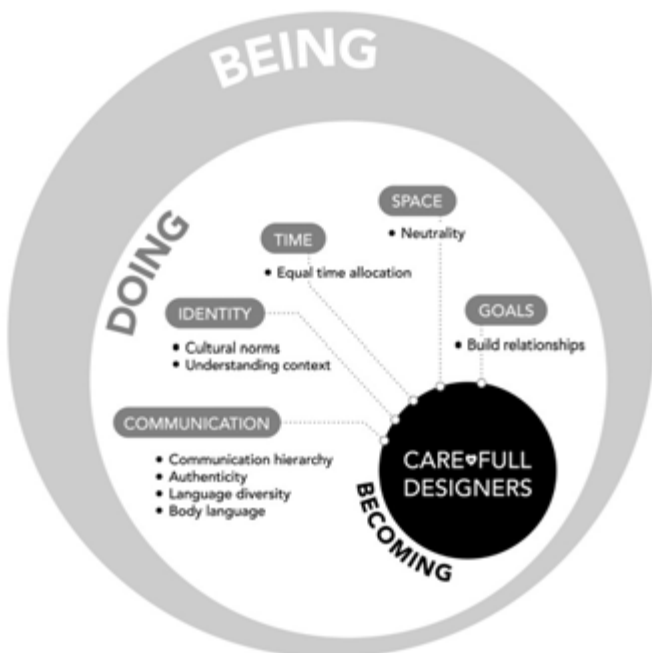 BEING
DOING
SPACE
• Neutrality
TIME
• Equal time allocation
GOALS
• Build relationships
IDENTITY
• Cultural norms
• Understanding context
COMMUNICATION
• Communication hierarchy
• Authenticity
• Language diversity
• Body language
CARE♥FULL
DESIGNERS
BECOMING